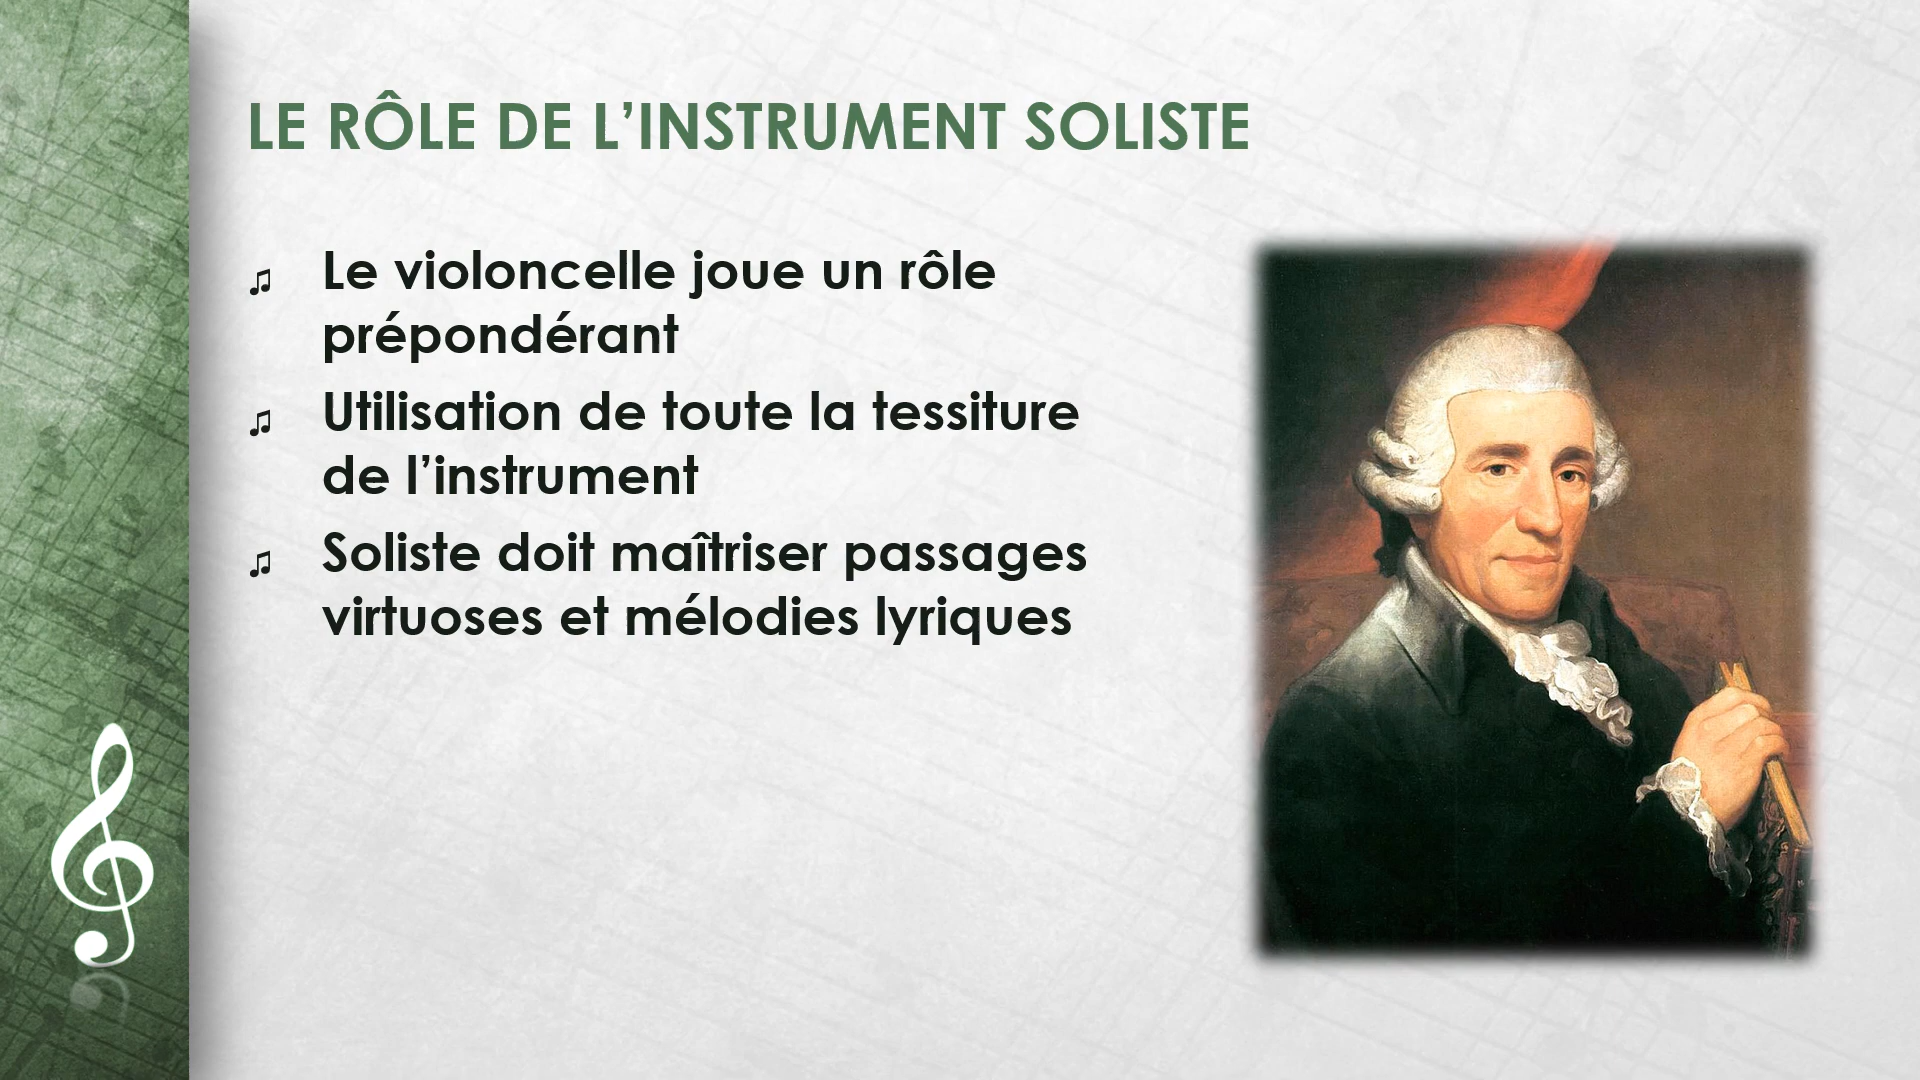 LE RÔLE DE L’INSTRUMENT SOLISTE
♫ Le violoncelle joue un rôle
prépondérant
♫ Utilisation de toute la tessiture
de l’instrument
♫ Soliste doit maîtriser passages
virtuoses et mélodies lyriques